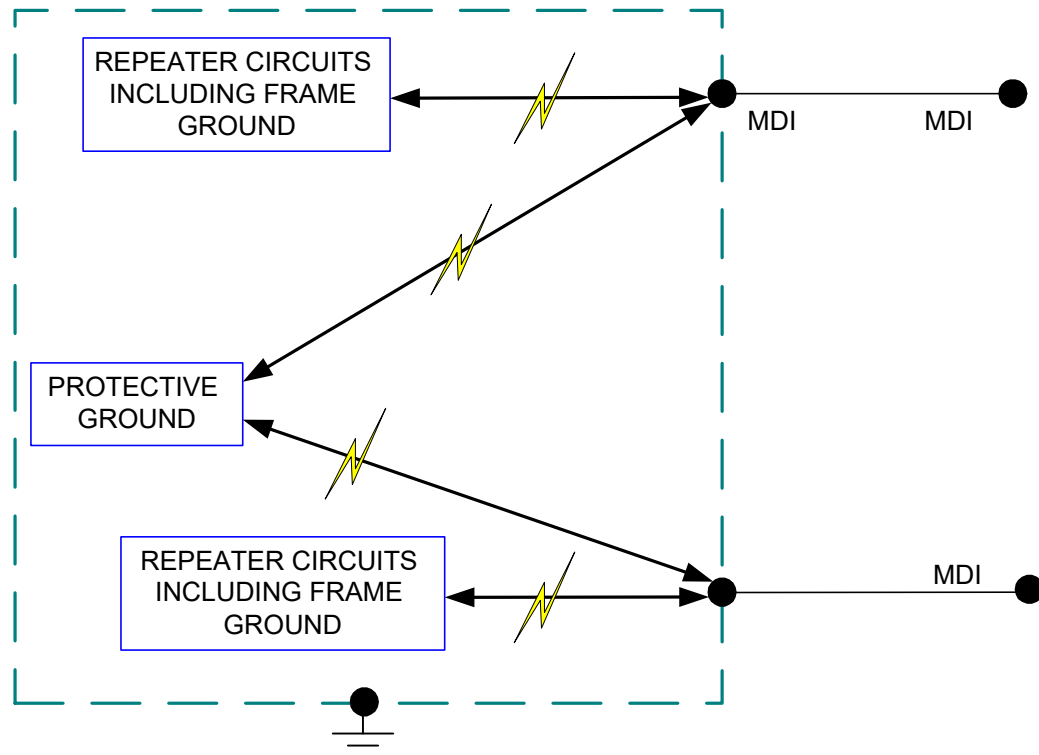 REPEATER CIRCUITS
INCLUDING FRAME
GROUND
MDI
MDI
PROTECTIVE
GROUND
REPEATER CIRCUITS
INCLUDING FRAME
GROUND
MDI